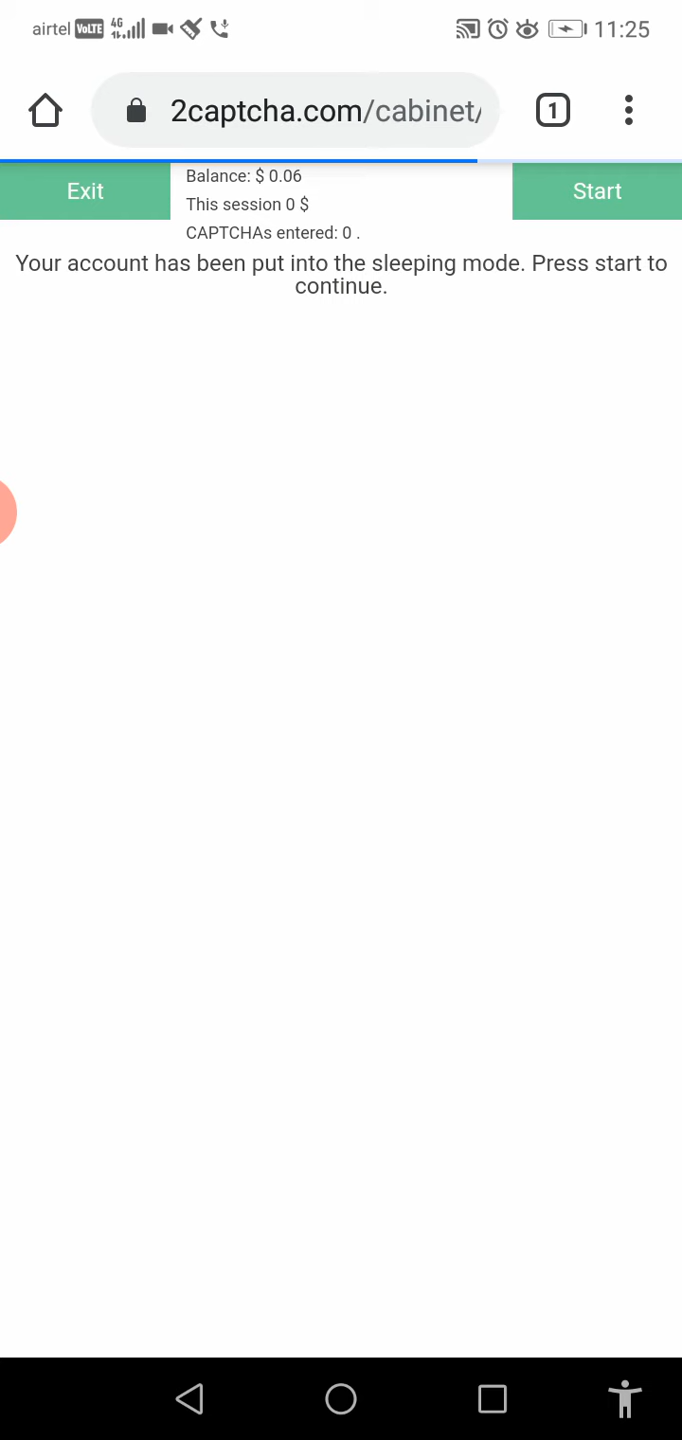 airtel VoLTE 4G 11:25
2captcha.com/cabinet/ 1
Exit
Balance: $ 0.06
This session 0 $
CAPTCHAs entered: 0 .
Start
Your account has been put into the sleeping mode. Press start to
continue.